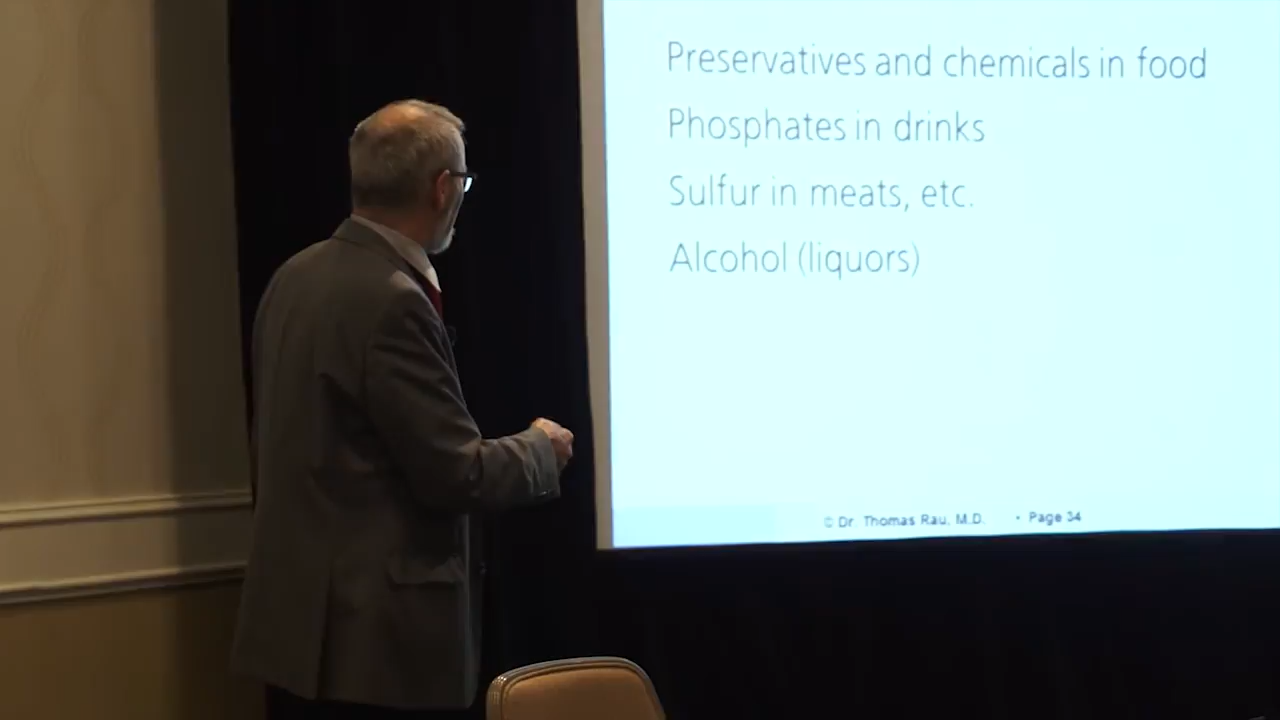 Preservatives and chemicals in food
Phosphates in drinks
Sulfur in meats, etc.
Alcohol (liquors)
© Dr. Thomas Rau, M.D. • Page 34